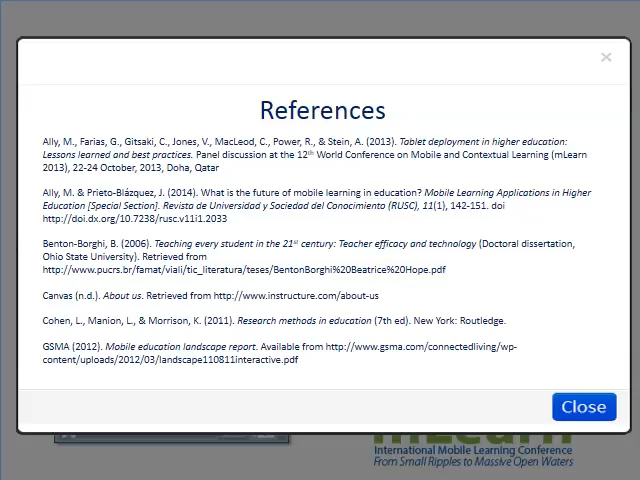 ×
References
Ally, M., Farias, G., Gitsaki, C., Jones, V., MacLeod, C., Power, R., & Stein, A. (2013). Tablet deployment in higher education:
Lessons learned and best practices. Panel discussion at the 12th World Conference on Mobile and Contextual Learning (mLearn
2013), 22-24 October, 2013, Doha, Qatar
Ally, M. & Prieto-Blázquez, J. (2014). What is the future of mobile learning in education? Mobile Learning Applications in Higher
Education [Special Section]. Revista de Universidad y Sociedad del Conocimiento (RUSC), 11(1), 142-151. doi
http://doi.dx.org/10.7238/rusc.v11i1.2033
Benton-Borghi, B. (2006). Teaching every student in the 21st century: Teacher efficacy and technology (Doctoral dissertation,
Ohio State University). Retrieved from
http://www.pucrs.br/famat/viali/tic_literatura/teses/BentonBorghi%20Beatrice%20Hope.pdf
Canvas (n.d.). About us. Retrieved from http://www.instructure.com/about-us
Cohen, L., Manion, L., & Morrison, K. (2011). Research methods in education (7th ed). New York: Routledge.
GSMA (2012). Mobile education landscape report. Available from http://www.gsma.com/connectedliving/wp-
content/uploads/2012/03/landscape110811interactive.pdf
Close
mLearn
International Mobile Learning Conference
From Small Ripples to Massive Open Waters